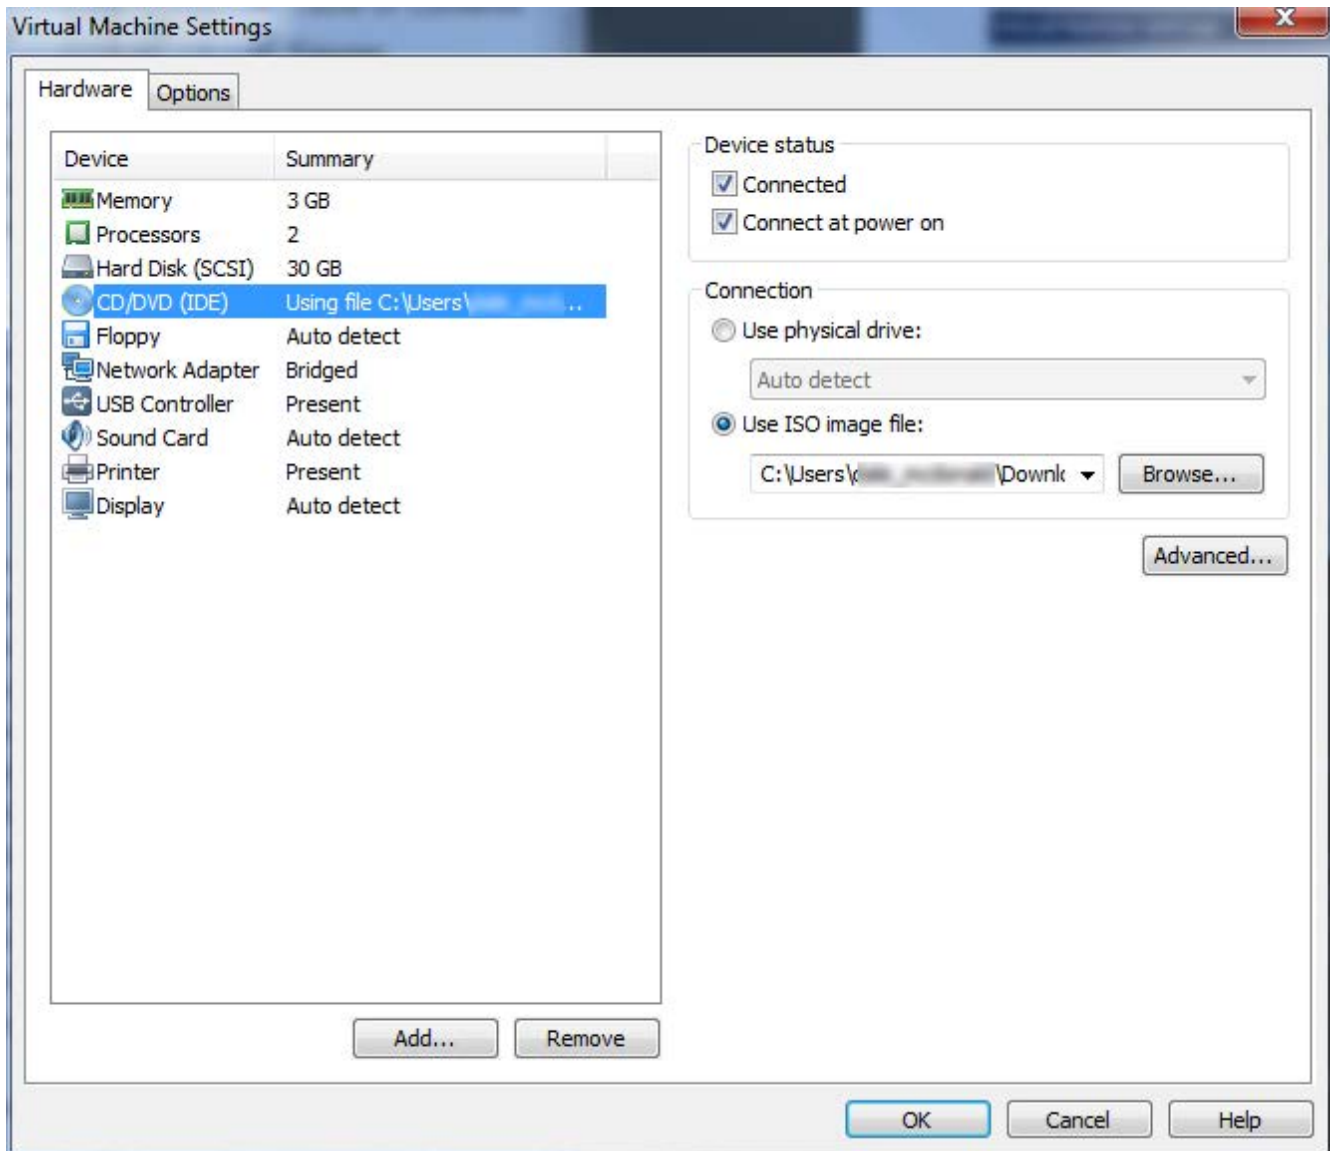 Virtual Machine Settings
Hardware Options
Device Summary
Memory 3 GB
Processors 2
Hard Disk (SCSI) 30 GB
CD/DVD (IDE) Using file C:\Users\ ...
Floppy Auto detect
Network Adapter Bridged
USB Controller Present
Sound Card Auto detect
Printer Present
Display Auto detect
Add... Remove
Device status
Connected
Connect at power on
Connection
Use physical drive:
Auto detect
Use ISO image file:
C:\Users\ Browse...
Advanced...
OK Cancel Help